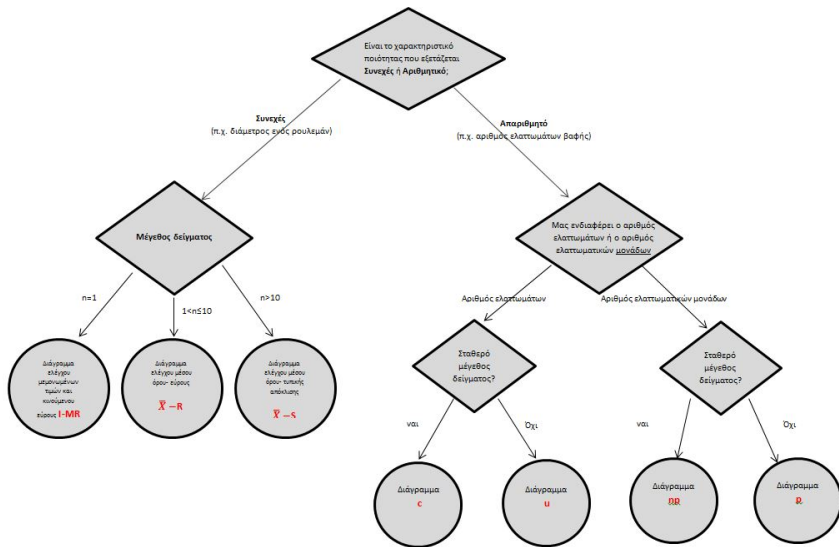 Είναι το χαρακτηριστικό
ποιότητας που εξετάζεται
Συνεχές ή Αριθμητικό;
Συνεχές
(π.χ. διάμετρος ενός ρουλεμάν)
Απαριθμητό
(π.χ. αριθμός ελαττωμάτων βαφής)
Μέγεθος δείγματος
Μας ενδιαφέρει ο αριθμός
ελαττωμάτων ή ο αριθμός
ελαττωματικών μονάδων
n=1
1<n≤10
n>10
Αριθμός ελαττωμάτων
Αριθμός ελαττωματικών μονάδων
Διάγραμμα
ελέγχου
μεμονωμένων
τιμών και
κινούμενου
εύρους I-MR
Διάγραμμα
ελέγχου μέσου
όρου- εύρους
X̅ –R
Διάγραμμα
ελέγχου μέσου
όρου- τυπικής
απόκλισης
X̅ –S
Σταθερό
μέγεθος
δείγματος?
Σταθερό
μέγεθος
δείγματος?
ναι
Όχι
ναι
Όχι
Διάγραμμα
c
Διάγραμμα
u
Διάγραμμα
np
Διάγραμμα
p